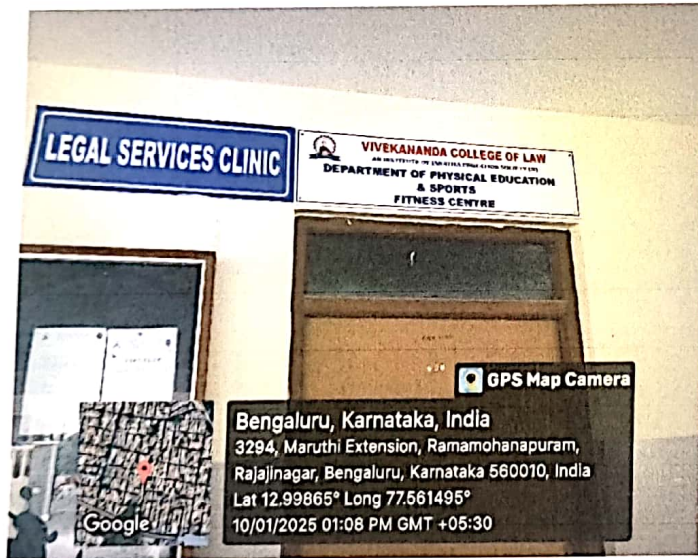 LEGAL SERVICES CLINIC
VIVEKANANDA COLLEGE OF LAW
DEPARTMENT OF PHYSICAL EDUCATION
& SPORTS
FITNESS CENTRE
GPS Map Camera
Bengaluru, Karnataka, India
3294, Maruthi Extension, Ramamohanapuram,
Rajajinagar, Bengaluru, Karnataka 560010, India
Lat 12.99865° Long 77.561495°
10/01/2025 01:08 PM GMT +05:30
Google